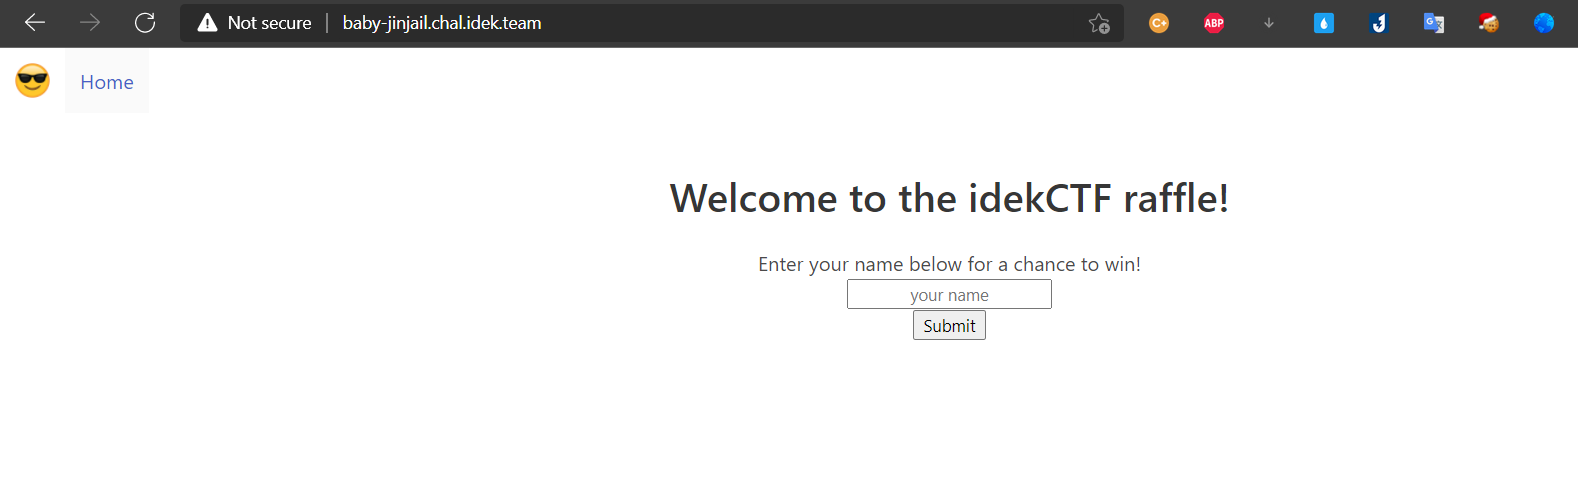 Not secure | baby-jinjail.chal.idek.team
C+ ABP G
Home
Welcome to the idekCTF raffle!
Enter your name below for a chance to win!
your name
Submit